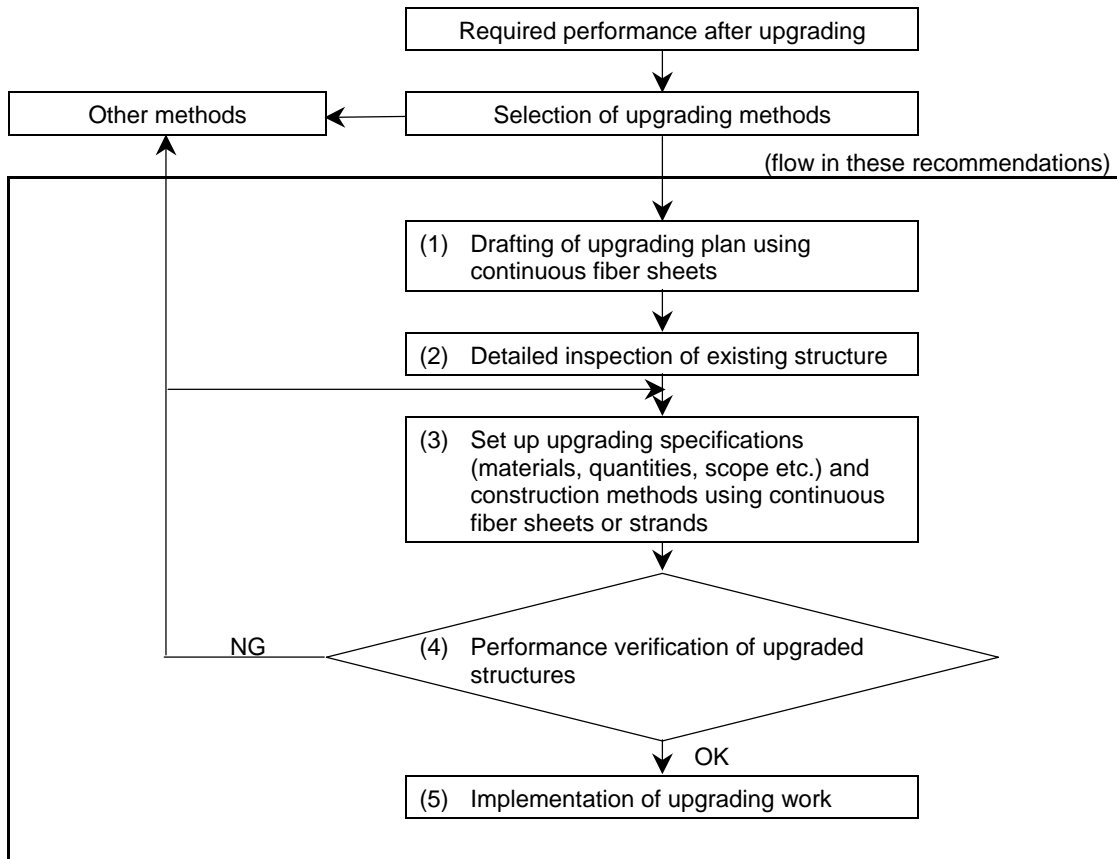 Required performance after upgrading
Other methods
Selection of upgrading methods
(flow in these recommendations)
(1) Drafting of upgrading plan using
continuous fiber sheets
(2) Detailed inspection of existing structure
(3) Set up upgrading specifications
(materials, quantities, scope etc.) and
construction methods using continuous
fiber sheets or strands
NG
(4) Performance verification of upgraded
structures
OK
(5) Implementation of upgrading work